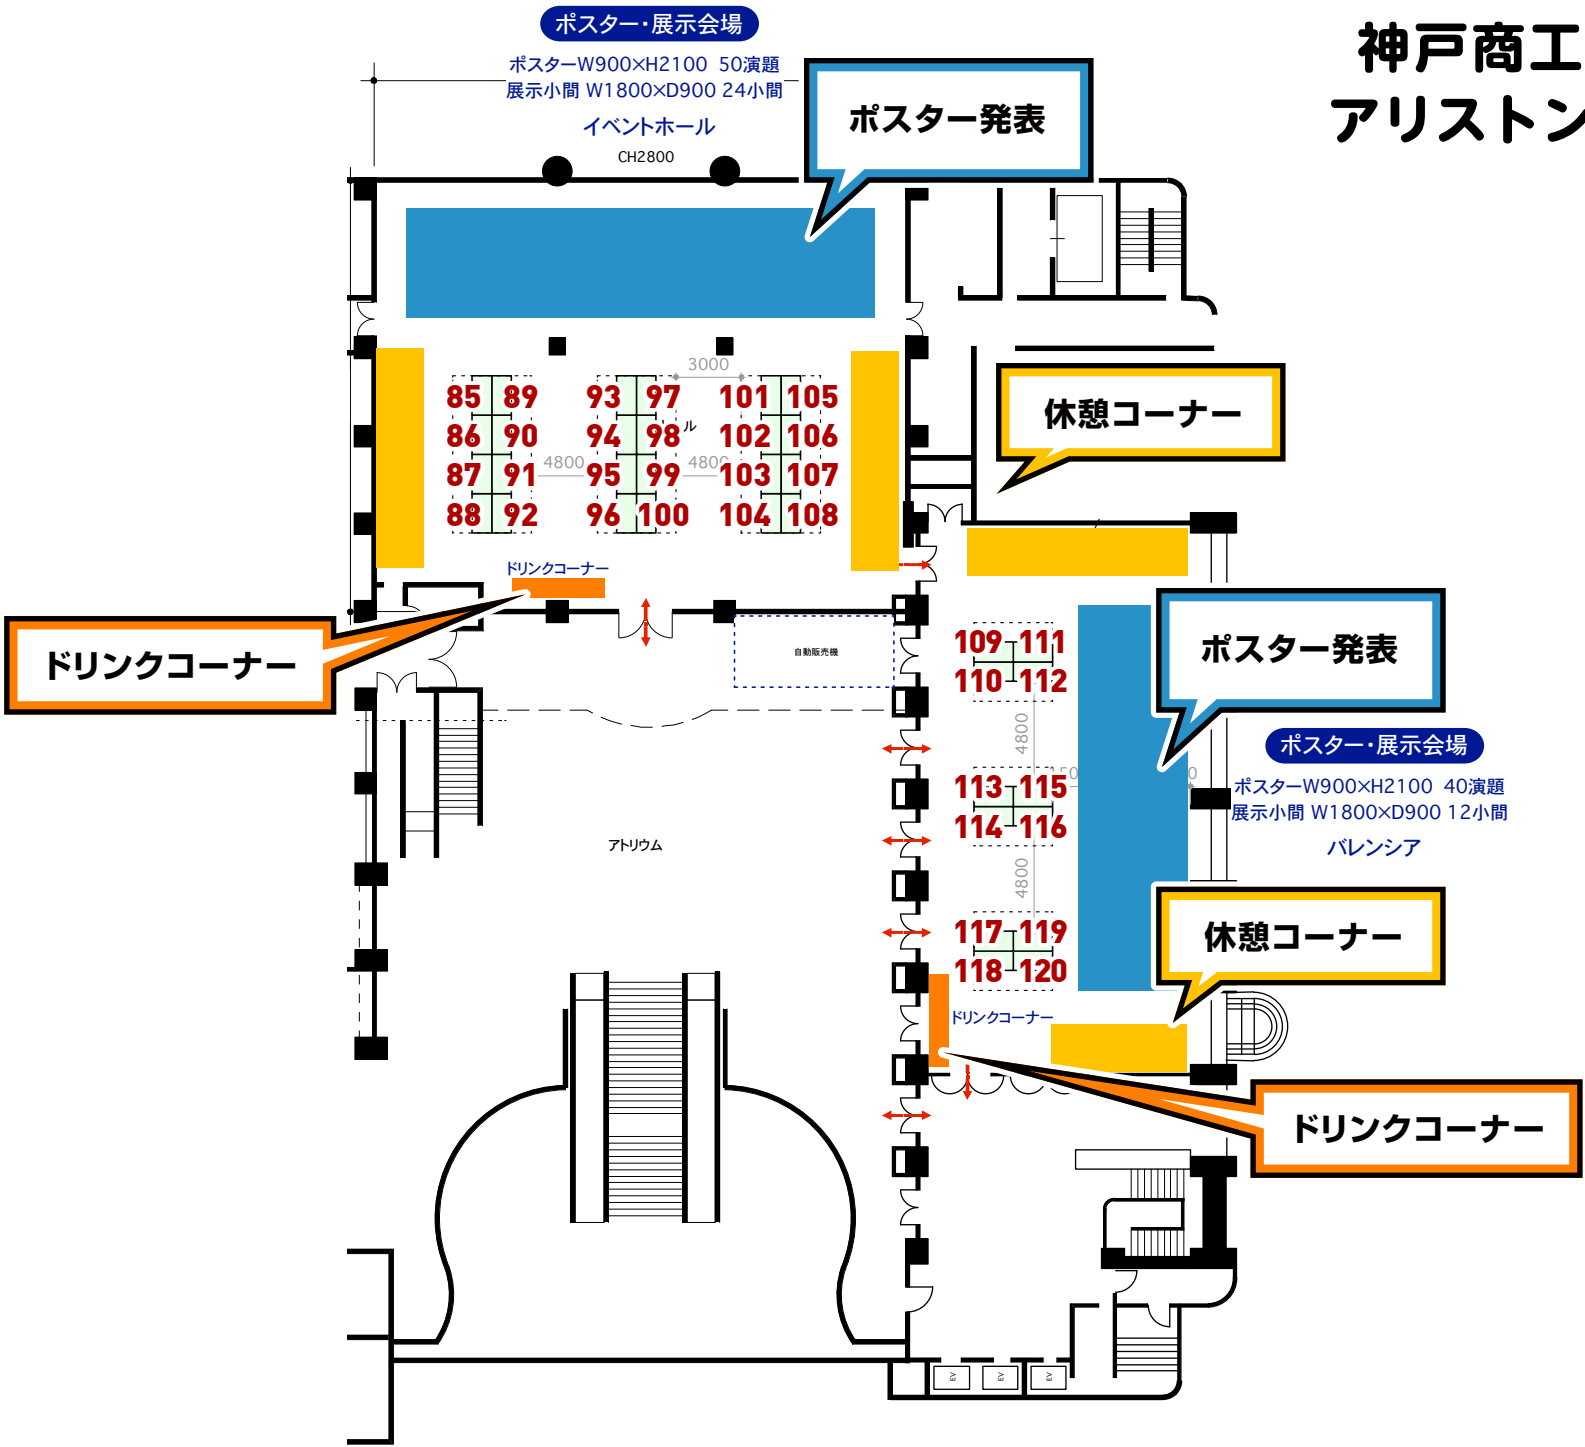 ポスター・展示会場
ポスターW900×H2100 50演題
展示小間 W1800×D900 24小間
イベントホール
CH2800
ポスター発表
神戸商工
アリストン
3000
85 89 93 97 101 105
ル
86 90 94 98 102 106
4800 4800
87 91 95 99 103 107
88 92 96 100 104 108
休憩コーナー
ドリンクコーナー
ドリンクコーナー
自動販売機
109 111
110 112
ポスター発表
4800
ポスター・展示会場
ポスターW900×H2100 40演題
展示小間 W1800×D900 12小間
バレンシア
113 115
114 116
アトリウム
4800
117 119
118 120
休憩コーナー
ドリンクコーナー
ドリンクコーナー
EV EV EV